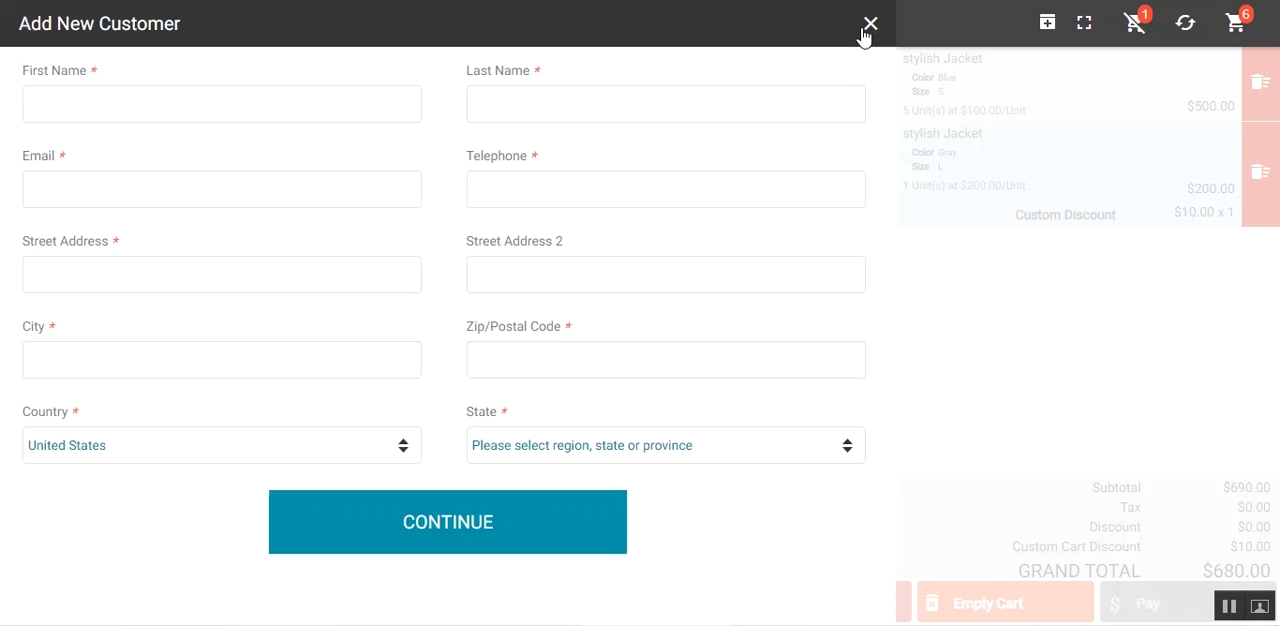 Add New Customer
1
6
First Name *
Last Name *
Email *
Telephone *
Street Address *
Street Address 2
City *
Zip/Postal Code *
Country *
United States
State *
Please select region, state or province
CONTINUE
stylish Jacket
Color Blue
Size S
5 Unit(s) at $100.00/Unit
$500.00
stylish Jacket
Color Gray
Size L
1 Unit(s) at $200.00/Unit
$200.00
Custom Discount $10.00 x 1
Subtotal $690.00
Tax $0.00
Discount $0.00
Custom Cart Discount $10.00
GRAND TOTAL $680.00
Empty Cart
$ Pay